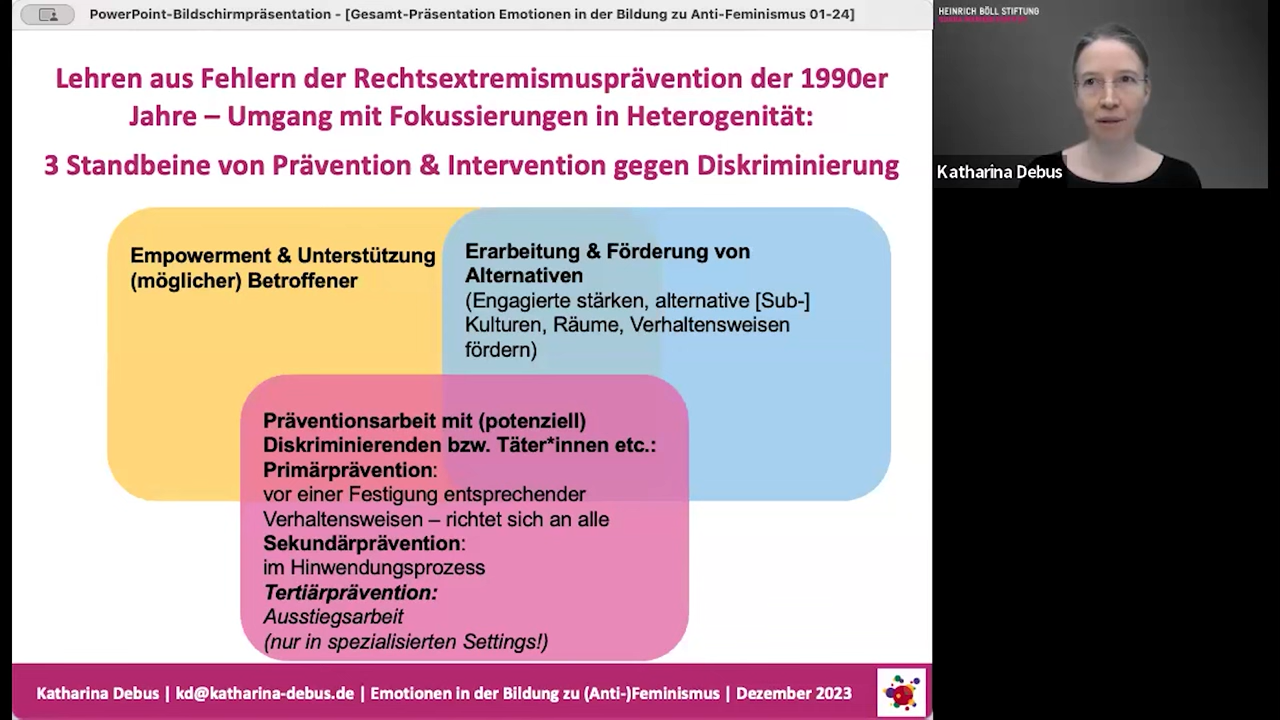 PowerPoint-Bildschirmpräsentation - [Gesamt-Präsentation Emotionen in der Bildung zu Anti-Feminismus 01-24]
Lehren aus Fehlern der Rechtsextremismusprävention der 1990er
Jahre – Umgang mit Fokussierungen in Heterogenität:
3 Standbeine von Prävention & Intervention gegen Diskriminierung
Empowerment & Unterstützung
(möglicher) Betroffener
Erarbeitung & Förderung von
Alternativen
(Engagierte stärken, alternative [Sub-]
Kulturen, Räume, Verhaltensweisen
fördern)
Präventionsarbeit mit (potenziell)
Diskriminierenden bzw. Täter*innen etc.:
Primärprävention:
vor einer Festigung entsprechender
Verhaltensweisen – richtet sich an alle
Sekundärprävention:
im Hinwendungsprozess
Tertiärprävention:
Ausstiegsarbeit
(nur in spezialisierten Settings!)
Katharina Debus | kd@katharina-debus.de | Emotionen in der Bildung zu (Anti-)Feminismus | Dezember 2023
HEINRICH BÖLL STIFTUNG
Katharina Debus